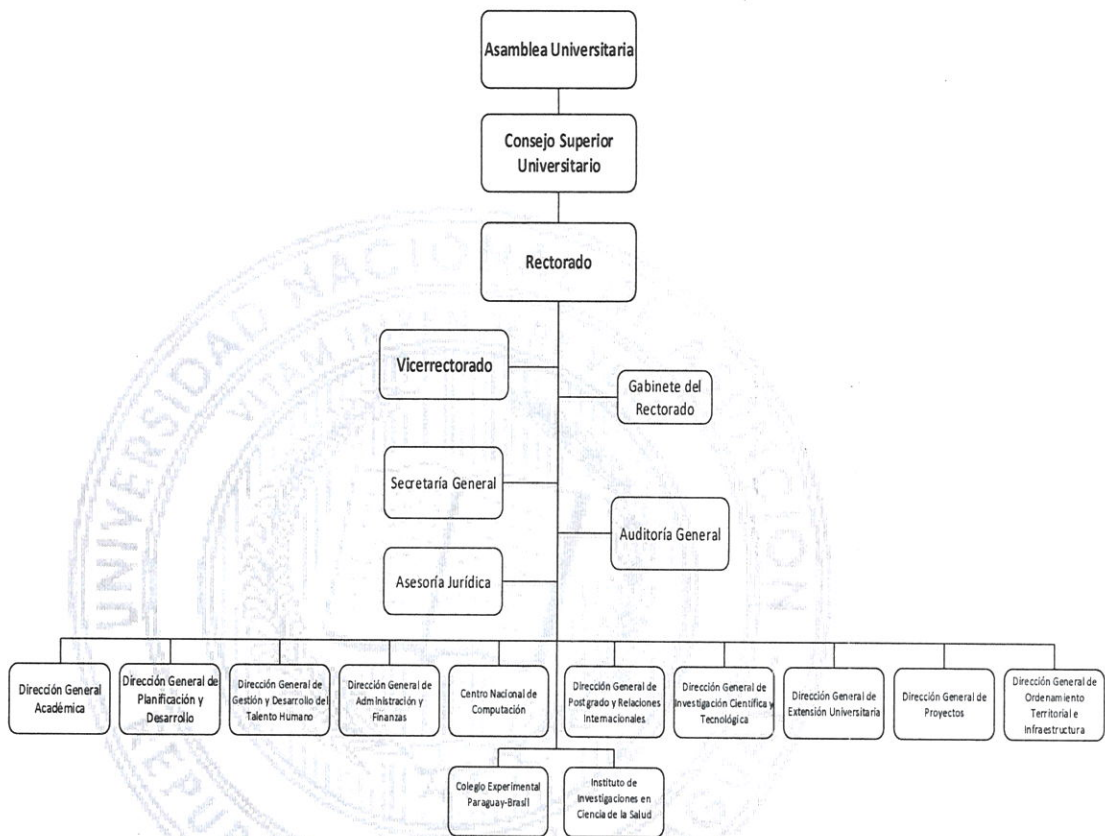 Asamblea Universitaria
Consejo Superior
Universitario
Rectorado
Vicerrectorado
Gabinete del
Rectorado
Secretaría General
Auditoría General
Asesoría Jurídica
Dirección General
Académica
Dirección General de
Planificación y
Desarrollo
Dirección General de
Gestión y Desarrollo del
Talento Humano
Dirección General de
Administración y
Finanzas
Centro Nacional de
Computación
Dirección General de
Postgrado y Relaciones
Internacionales
Dirección General de
Investigación Científica y
Tecnológica
Dirección General de
Extensión Universitaria
Dirección General de
Proyectos
Dirección General de
Ordenamiento
Territorial e
Infraestructura
Colegio Experimental
Paraguay-Brasil
Instituto de
Investigaciones en
Ciencia de la Salud
UNIVERSIDAD NACIONAL
VITAM